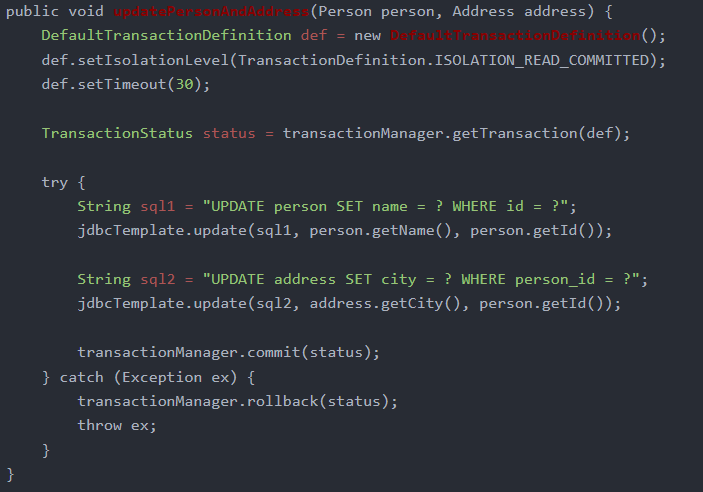 public void updatePersonAndAddress(Person person, Address address) {
    DefaultTransactionDefinition def = new DefaultTransactionDefinition();
    def.setIsolationLevel(TransactionDefinition.ISOLATION_READ_COMMITTED);
    def.setTimeout(30);

    TransactionStatus status = transactionManager.getTransaction(def);

    try {
        String sql1 = "UPDATE person SET name = ? WHERE id = ?";
        jdbcTemplate.update(sql1, person.getName(), person.getId());

        String sql2 = "UPDATE address SET city = ? WHERE person_id = ?";
        jdbcTemplate.update(sql2, address.getCity(), person.getId());

        transactionManager.commit(status);
    } catch (Exception ex) {
        transactionManager.rollback(status);
        throw ex;
    }
}